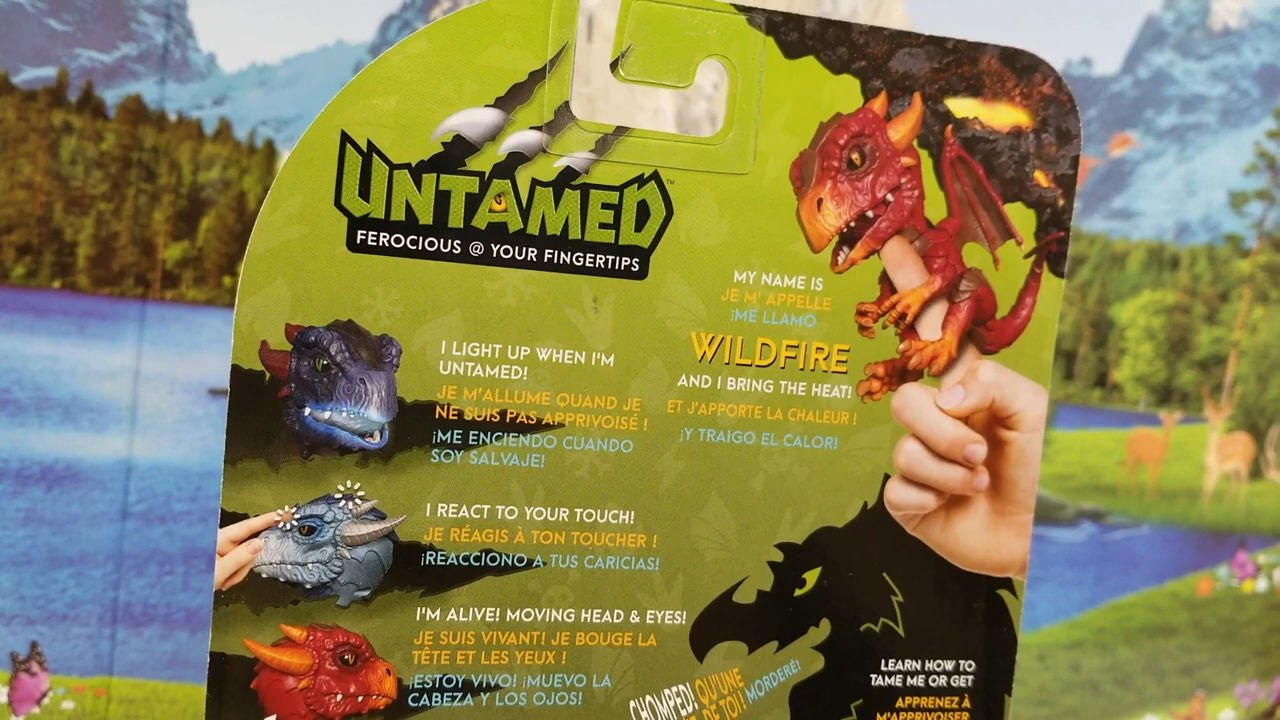 UNTAMED™
FEROCIOUS @ YOUR FINGERTIPS
MY NAME IS
JE M' APPELLE
¡ME LLAMO
WILDFIRE
AND I BRING THE HEAT!
ET J'APPORTE LA CHALEUR !
¡Y TRAIGO EL CALOR!
I LIGHT UP WHEN I'M
UNTAMED!
JE M'ALLUME QUAND JE
NE SUIS PAS APPRIVOISÉ !
¡ME ENCIENDO CUANDO
SOY SALVAJE!
I REACT TO YOUR TOUCH!
JE RÉAGIS À TON TOUCHER !
¡REACCIONO A TUS CARICIAS!
I'M ALIVE! MOVING HEAD & EYES!
JE SUIS VIVANT! JE BOUGE LA
TÊTE ET LES YEUX !
¡ESTOY VIVO! ¡MUEVO LA
CABEZA Y LOS OJOS!
CHOMPED!
QU'UNE
DE TOI!
MORDERÉ!
LEARN HOW TO
TAME ME OR GET
APPRENEZ À
M'APPRIVOISER